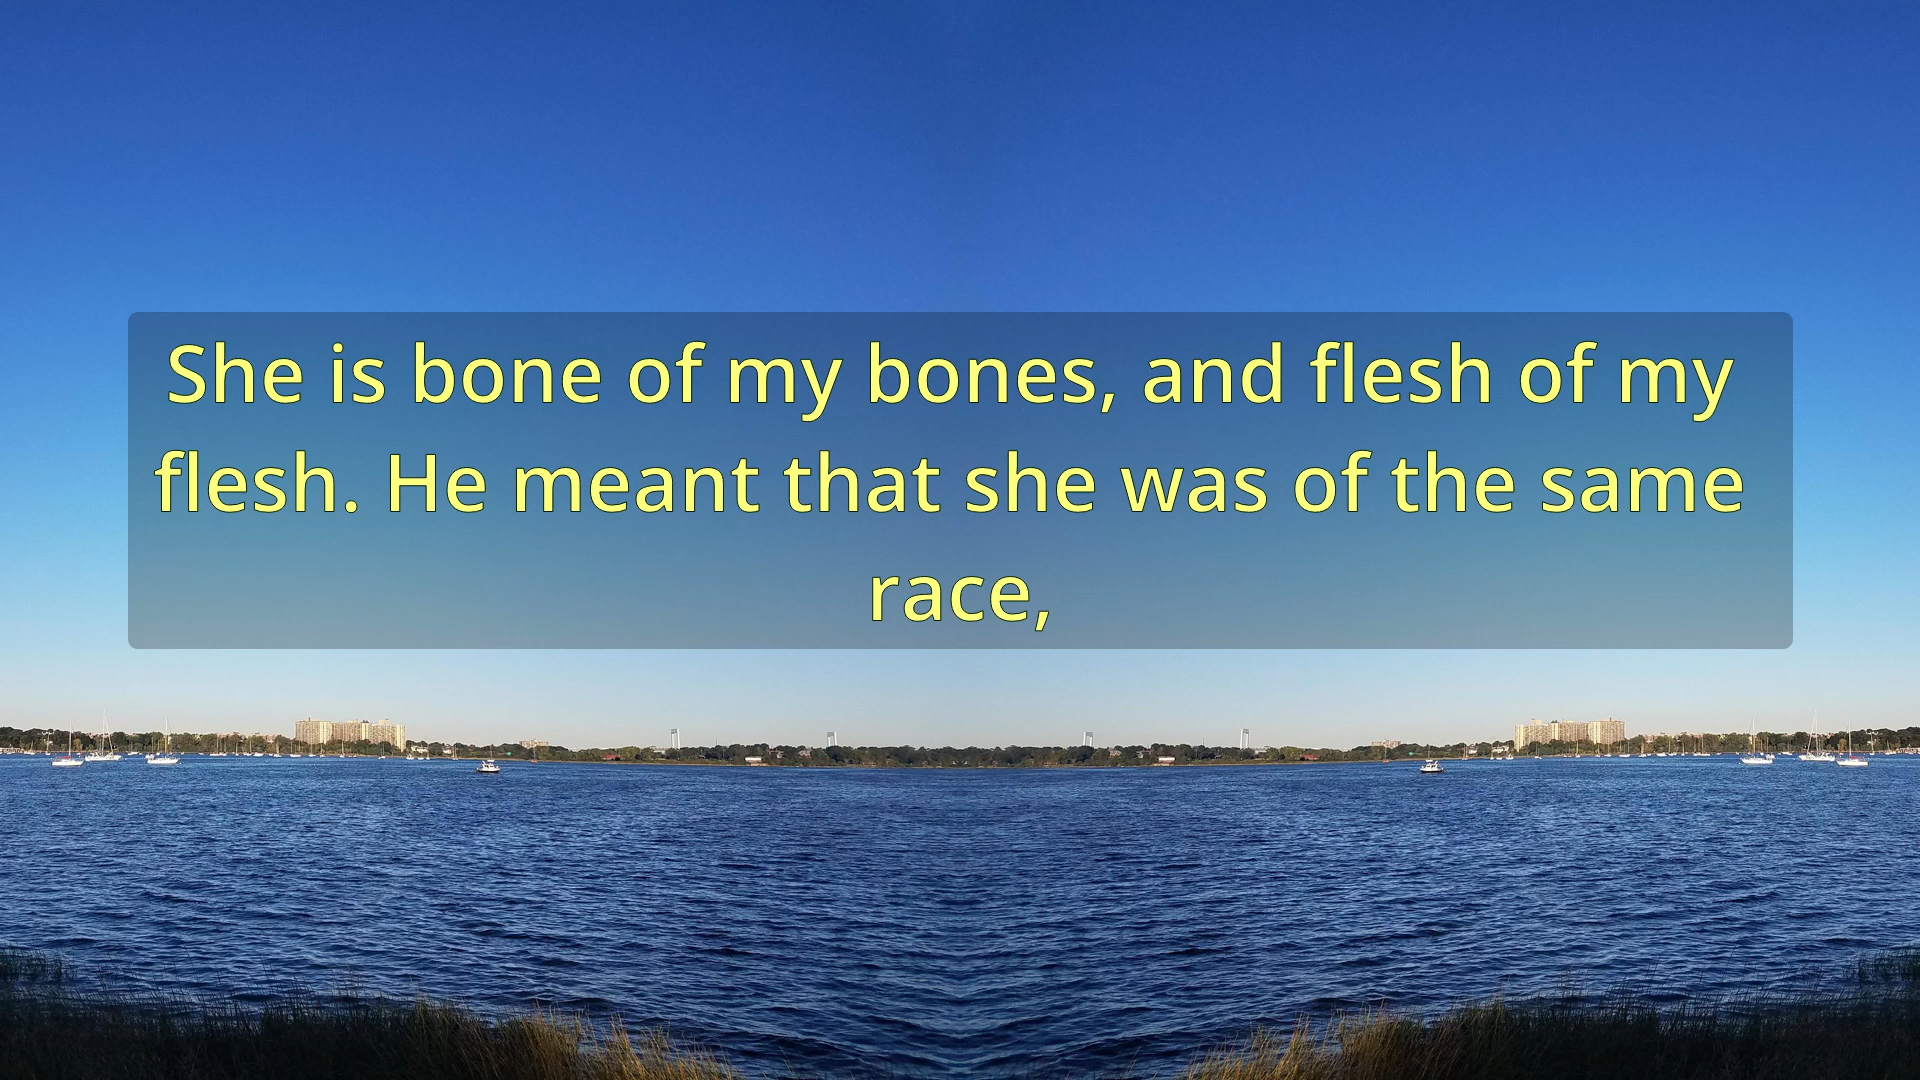 She is bone of my bones, and flesh of my
flesh. He meant that she was of the same
race,